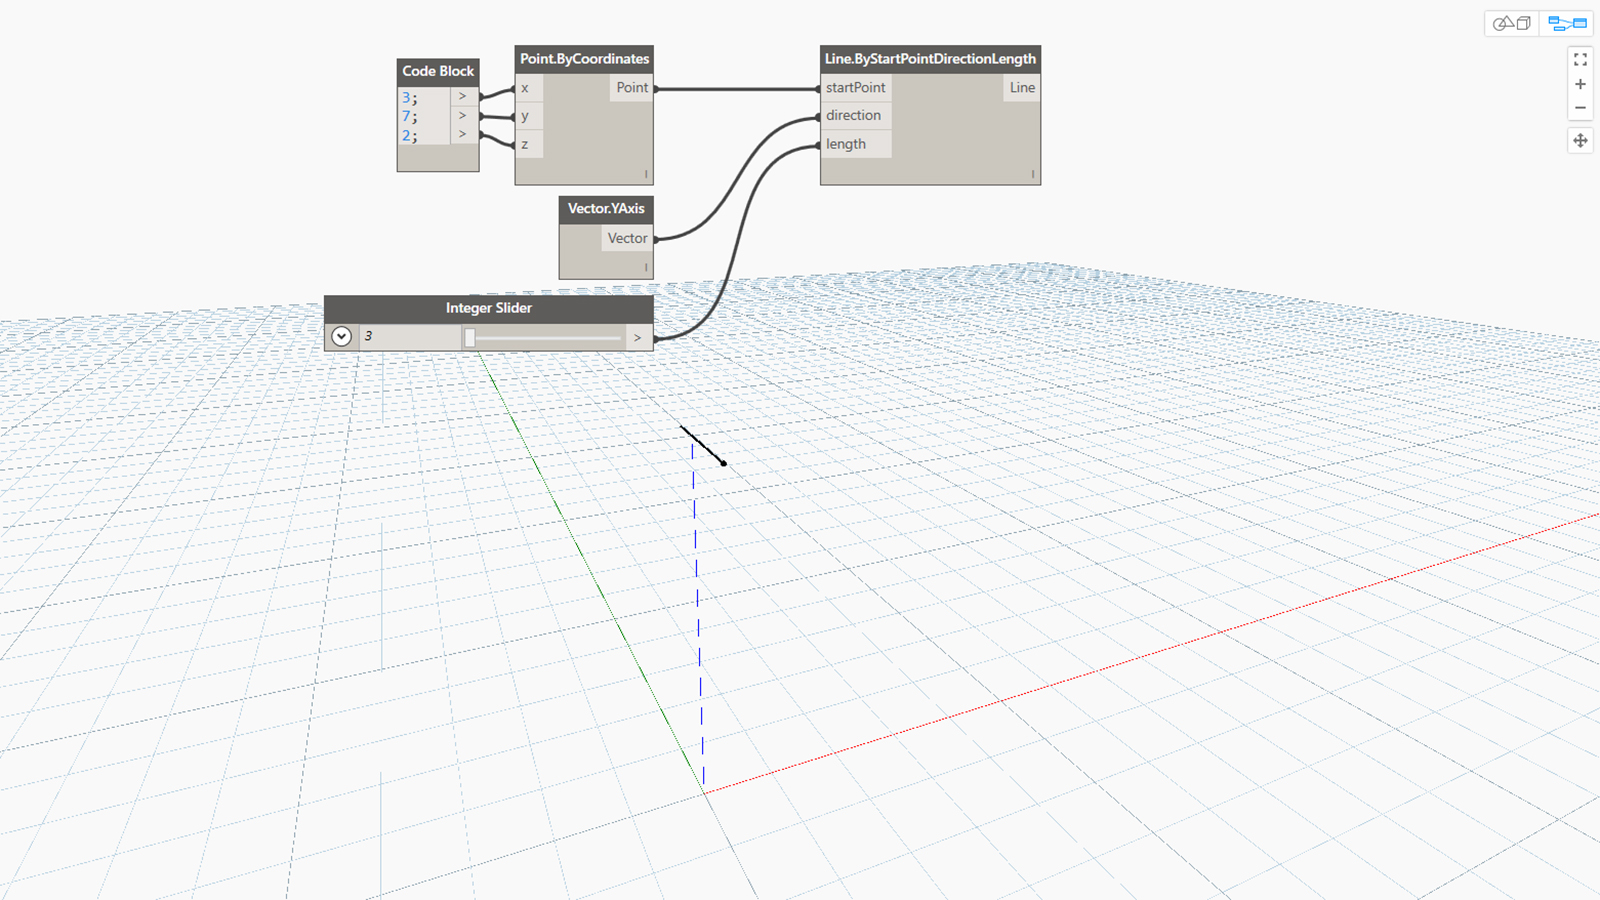 Code Block
3; >
7; >
2; >
Point.ByCoordinates
x Point
y
z
Line.ByStartPointDirectionLength
startPoint Line
direction
length
Vector.YAxis
Vector
Integer Slider
3 >